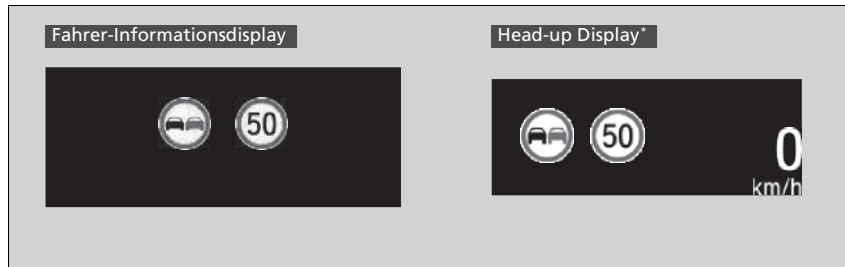 Fahrer-Informationsdisplay
Head-up Display*
50
50
0
km/h